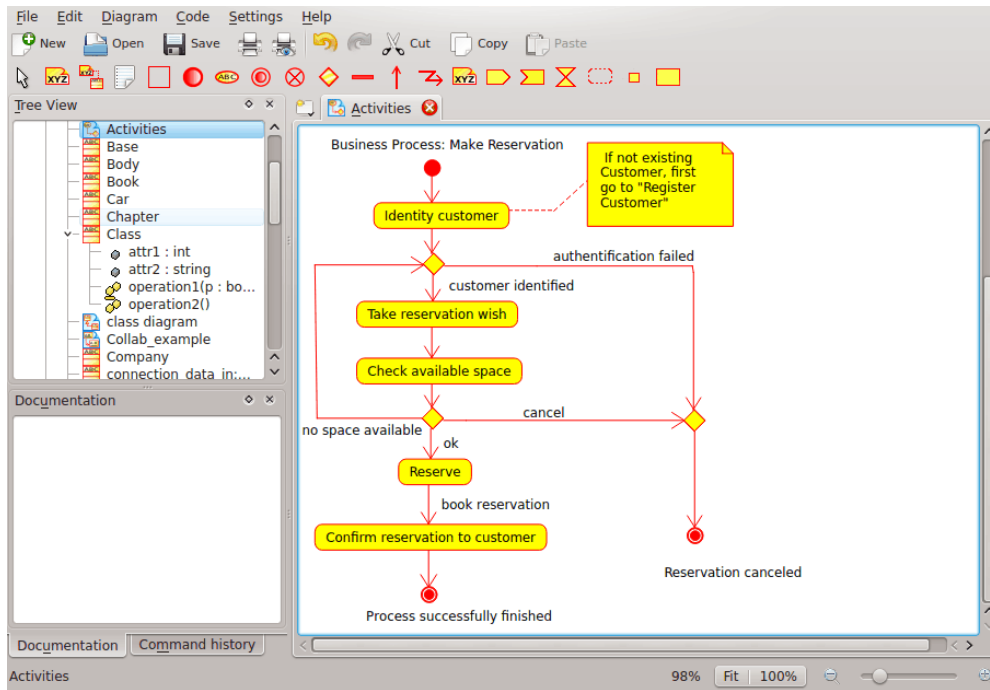 File Edit Diagram Code Settings Help
New Open Save Cut Copy Paste
ABC XYZ
Tree View
Activities
Base
Body
Book
Car
Chapter
Class
attr1 : int
attr2 : string
operation1(p : bo...
operation2()
class diagram
Collab_example
Company
connection_data_in:...
Documentation
Documentation Command history
Activities
Activities
Business Process: Make Reservation
If not existing
Customer, first
go to "Register
Customer"
Identity customer
authentification failed
customer identified
Take reservation wish
Check available space
cancel
no space available
ok
Reserve
book reservation
Confirm reservation to customer
Reservation canceled
Process successfully finished
98% Fit 100%